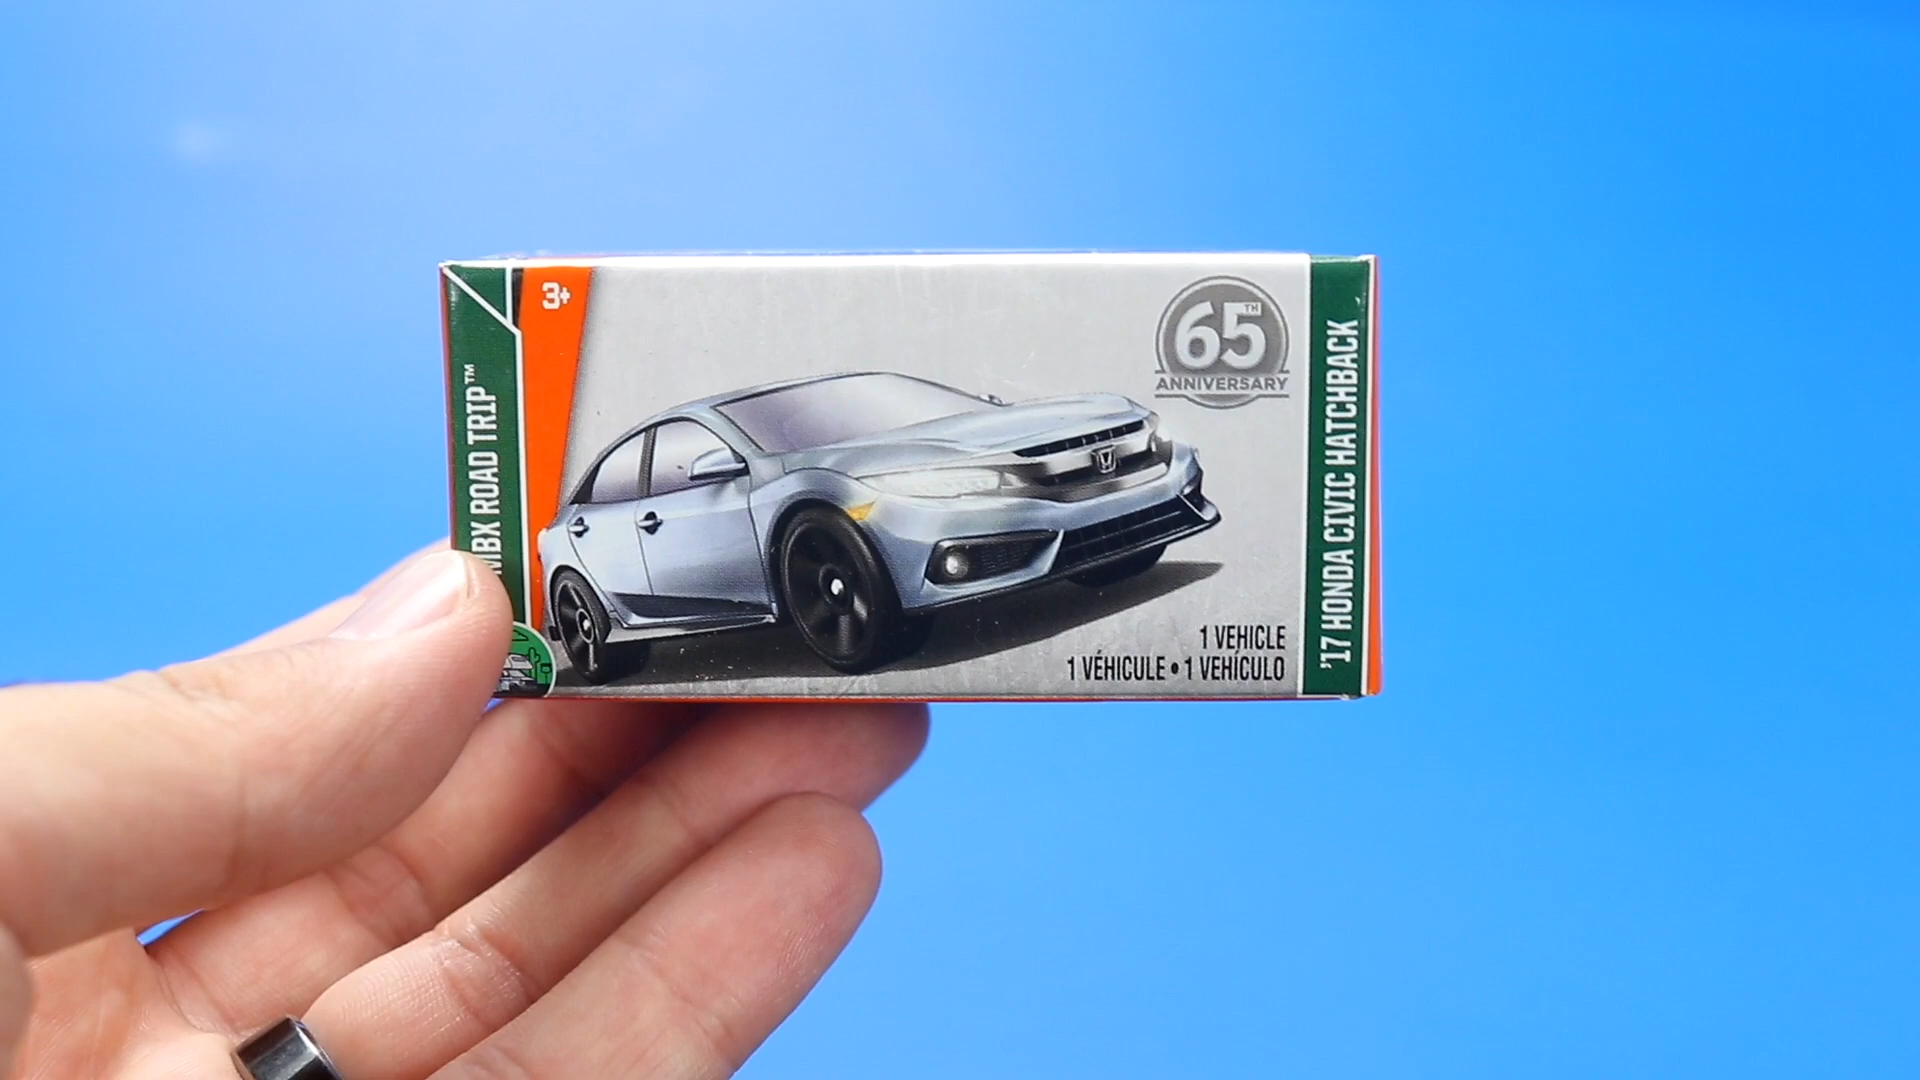 MBX ROAD TRIP™
3+
65TH
ANNIVERSARY
1 VEHICLE
1 VÉHICULE • 1 VEHÍCULO
'17 HONDA CIVIC HATCHBACK